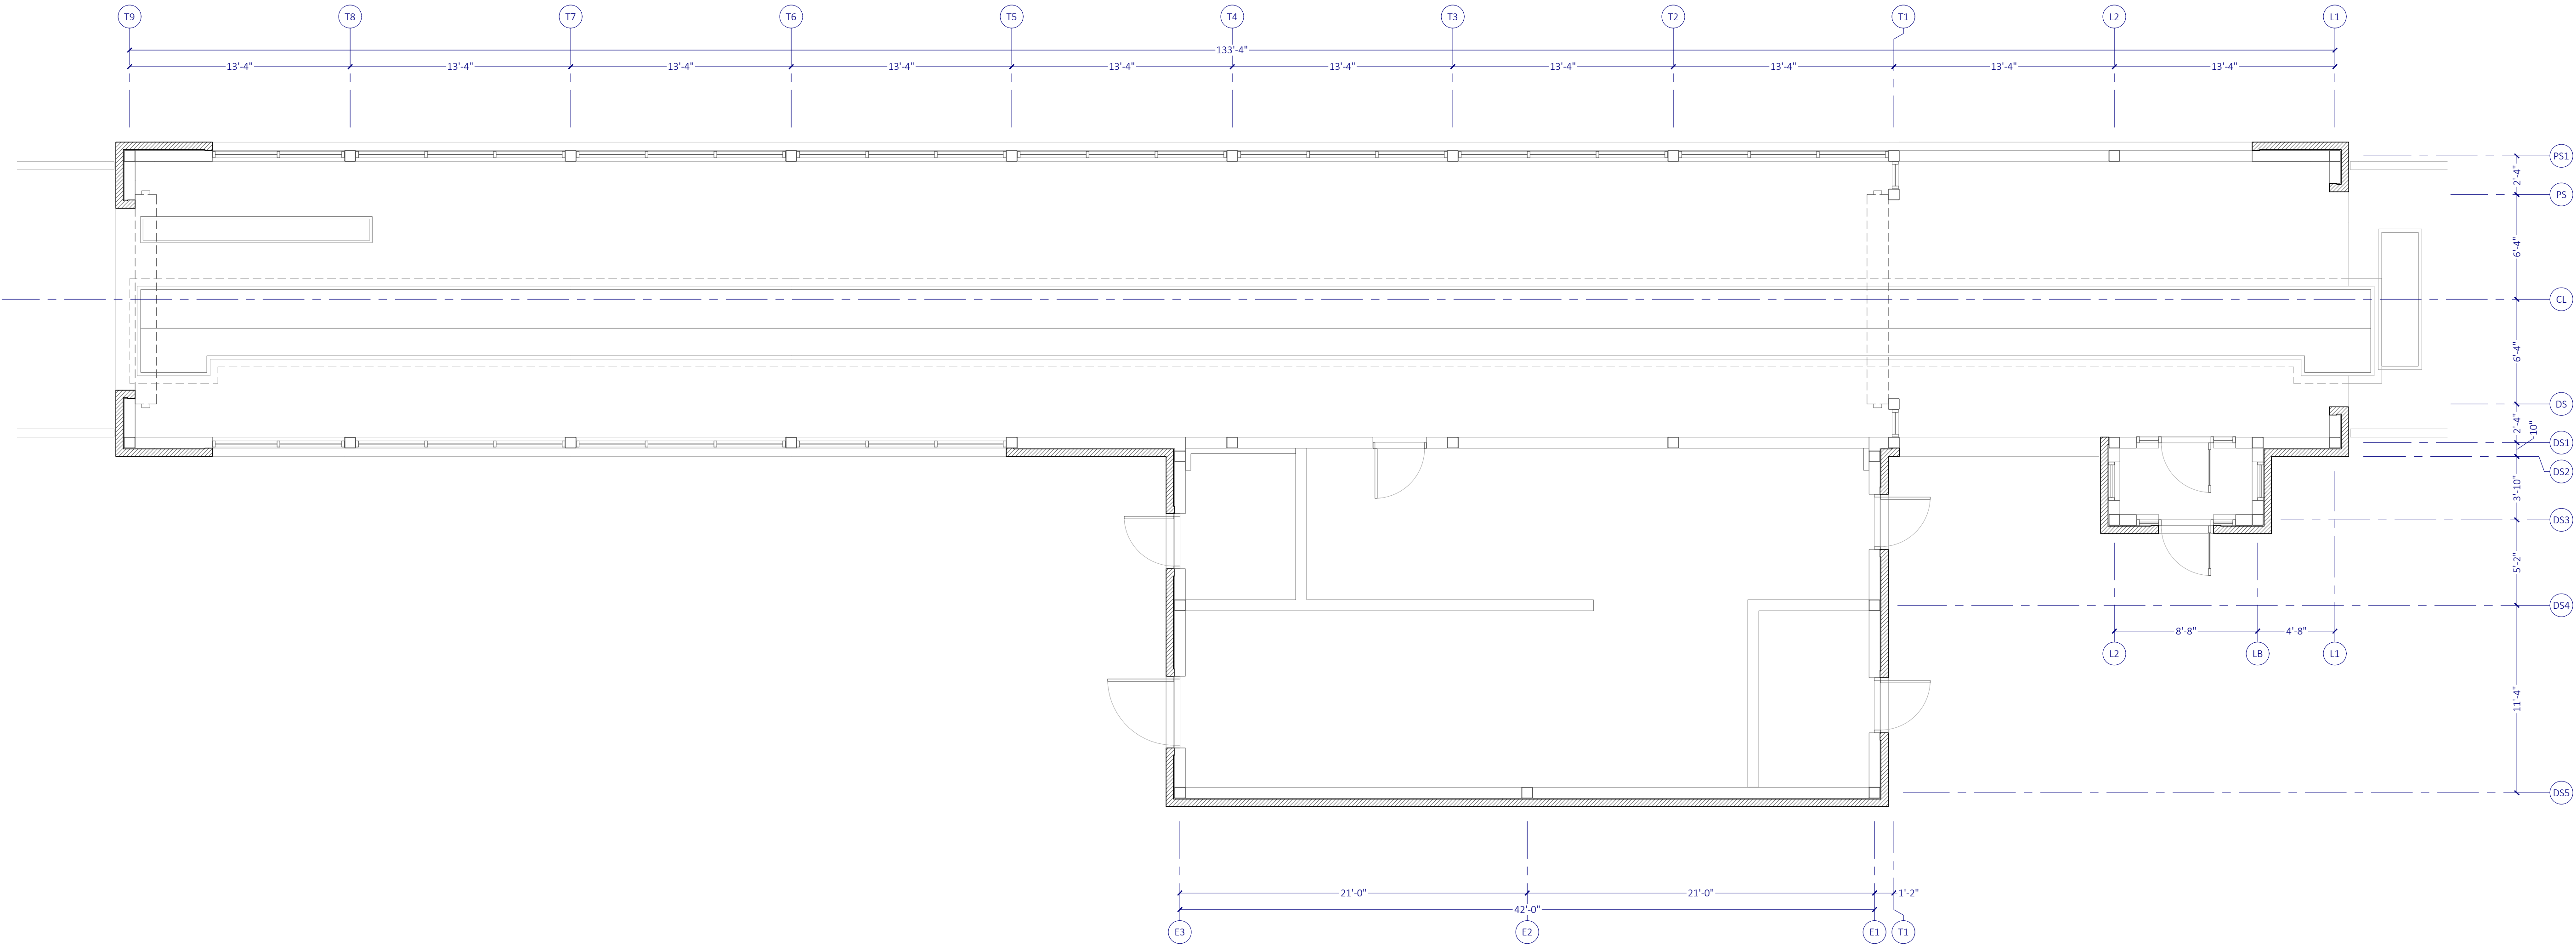 T9 T8 T7 T6 T5 T4 T3 T2 T1 L2 L1
133'-4"
13'-4" 13'-4" 13'-4" 13'-4" 13'-4" 13'-4" 13'-4" 13'-4" 13'-4" 13'-4"
PS1
2'-4"
PS
6'-4"
CL
6'-4"
DS
2'-4"
10"
DS1
DS2
3'-10"
DS3
5'-2"
DS4
8'-8" 4'-8"
L2 LB L1
11'-4"
DS5
21'-0" 21'-0" 1'-2"
42'-0"
E3 E2 E1 T1